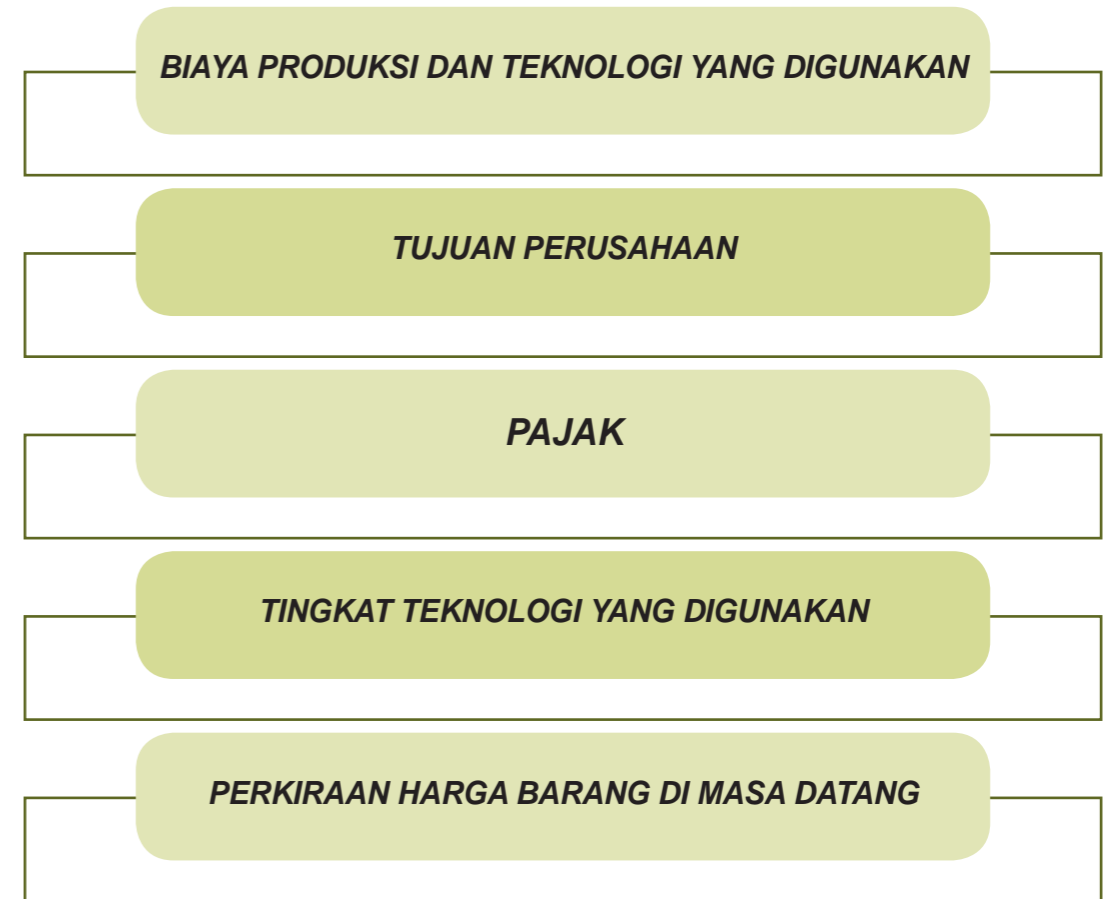 BIAYA PRODUKSI DAN TEKNOLOGI YANG DIGUNAKAN
TUJUAN PERUSAHAAN
PAJAK
TINGKAT TEKNOLOGI YANG DIGUNAKAN
PERKIRAAN HARGA BARANG DI MASA DATANG